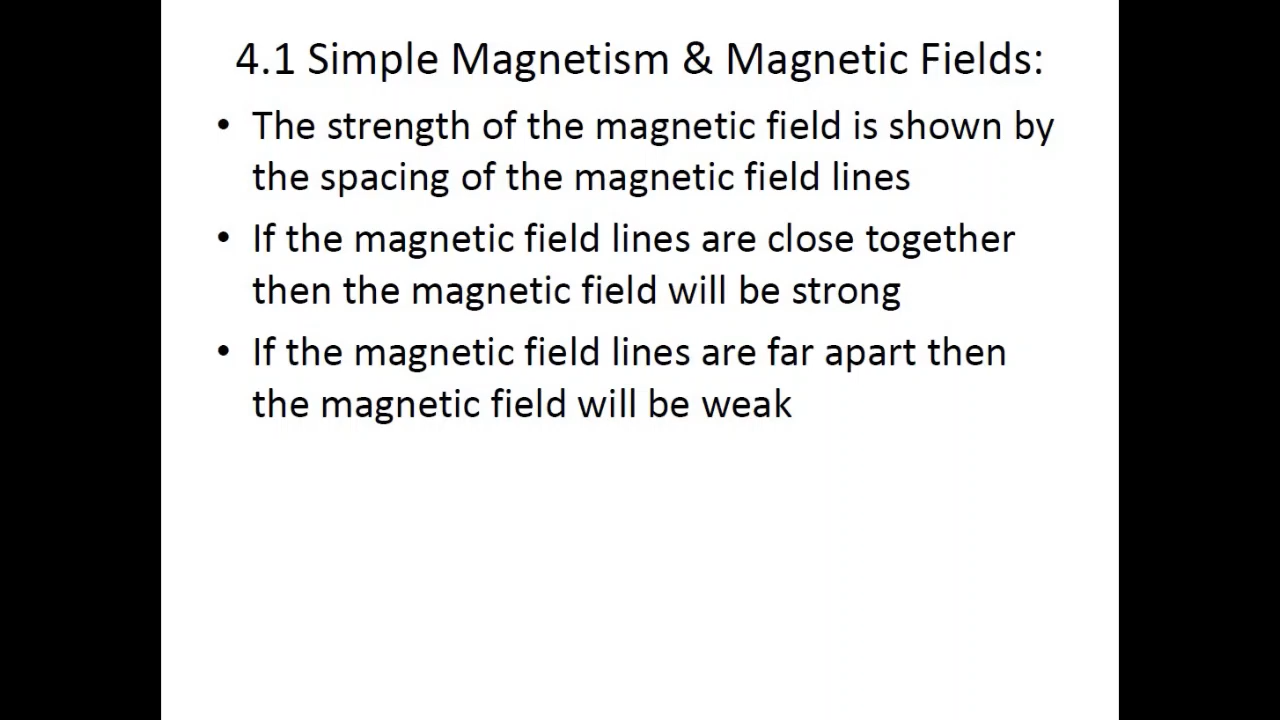 4.1 Simple Magnetism & Magnetic Fields:
• The strength of the magnetic field is shown by
the spacing of the magnetic field lines
• If the magnetic field lines are close together
then the magnetic field will be strong
• If the magnetic field lines are far apart then
the magnetic field will be weak